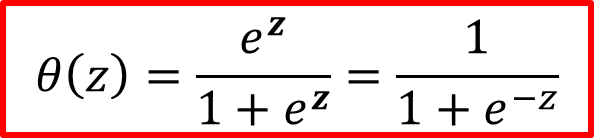 θ(z) = e^z / (1 + e^z) = 1 / (1 + e^−z)